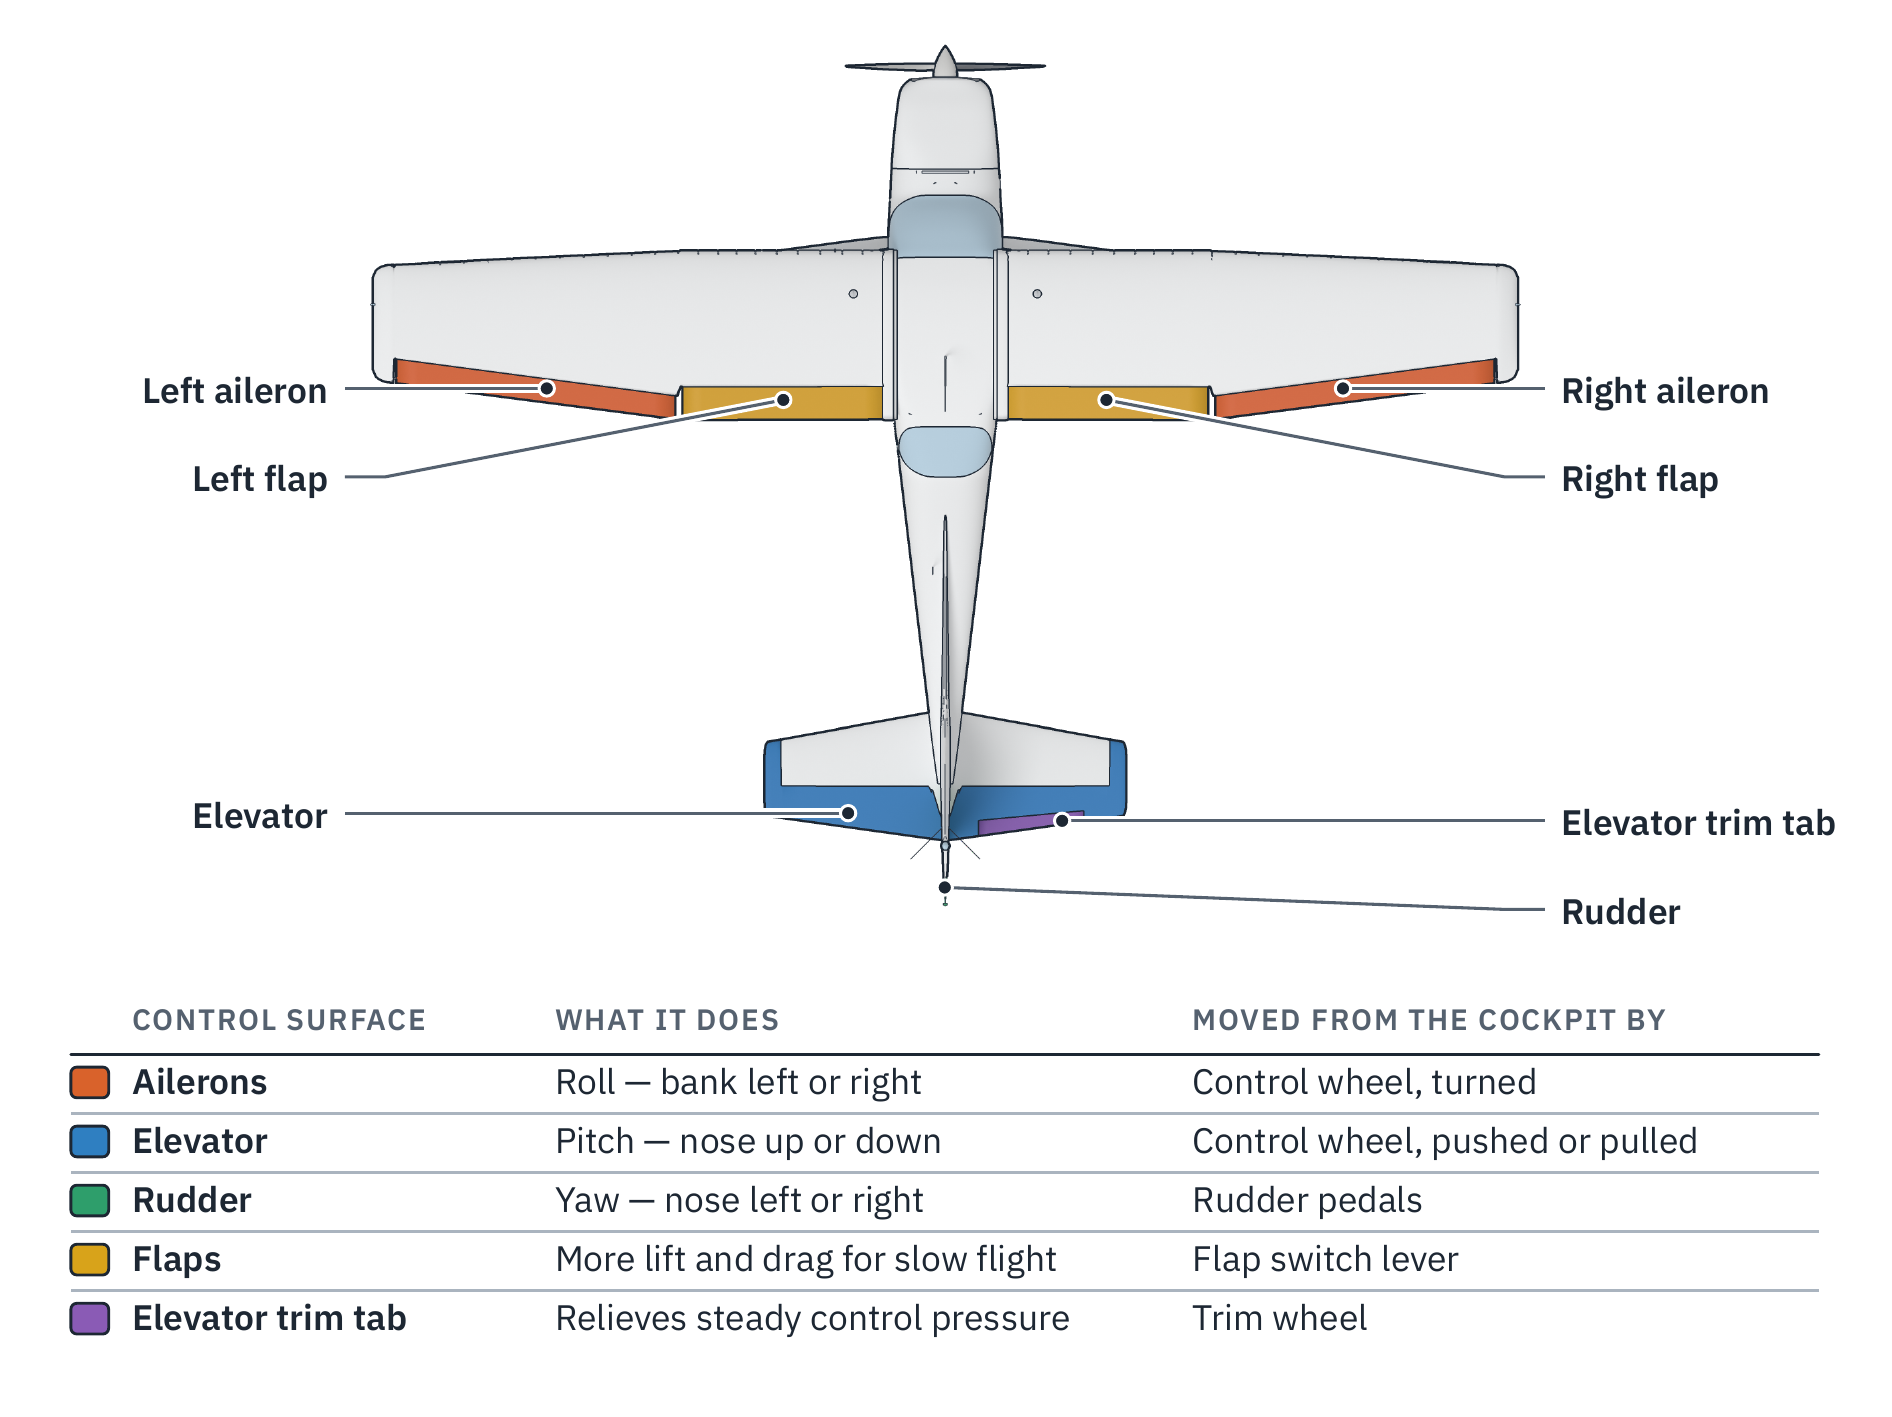 Left aileron
Right aileron
Left flap
Right flap
Elevator
Elevator trim tab
Rudder
CONTROL SURFACE WHAT IT DOES MOVED FROM THE COCKPIT BY
Ailerons Roll — bank left or right Control wheel, turned
Elevator Pitch — nose up or down Control wheel, pushed or pulled
Rudder Yaw — nose left or right Rudder pedals
Flaps More lift and drag for slow flight Flap switch lever
Elevator trim tab Relieves steady control pressure Trim wheel